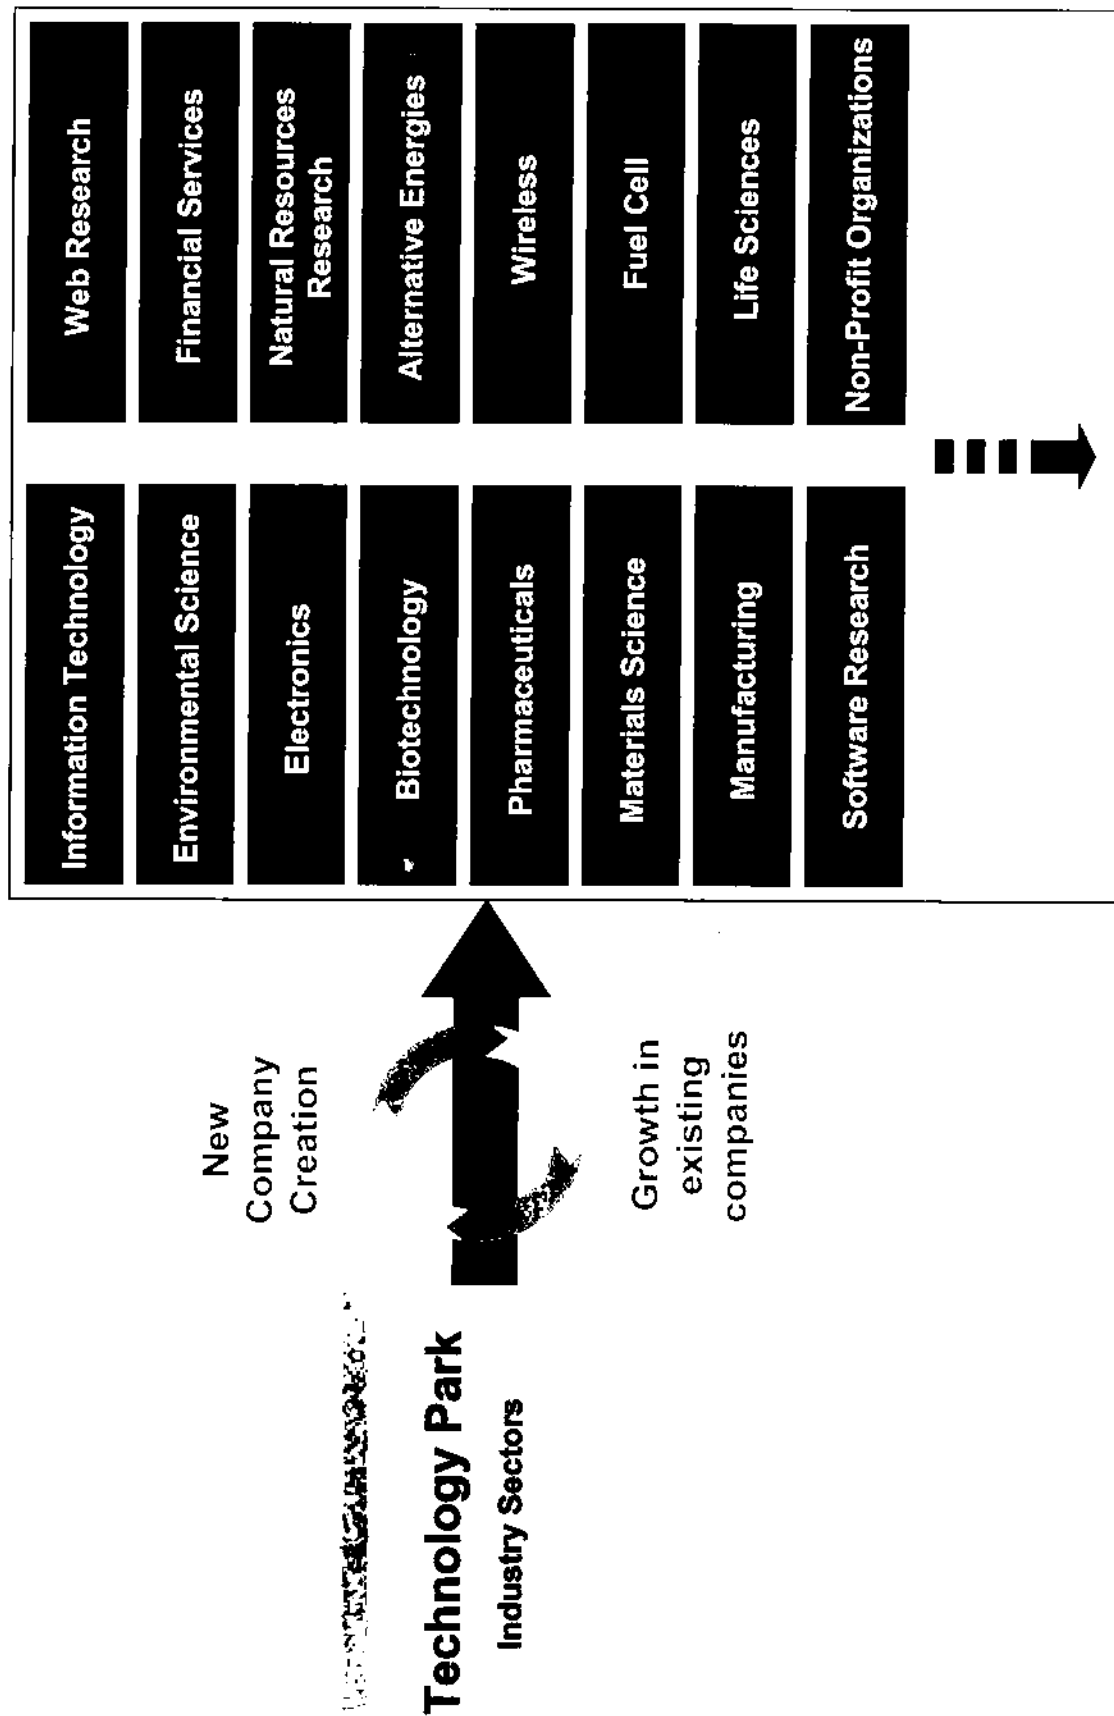 Technology Park
Industry Sectors
New
Company
Creation
Growth in
existing
companies
Information Technology
Environmental Science
Electronics
Biotechnology
Pharmaceuticals
Materials Science
Manufacturing
Software Research
Web Research
Financial Services
Natural Resources
Research
Alternative Energies
Wireless
Fuel Cell
Life Sciences
Non-Profit Organizations